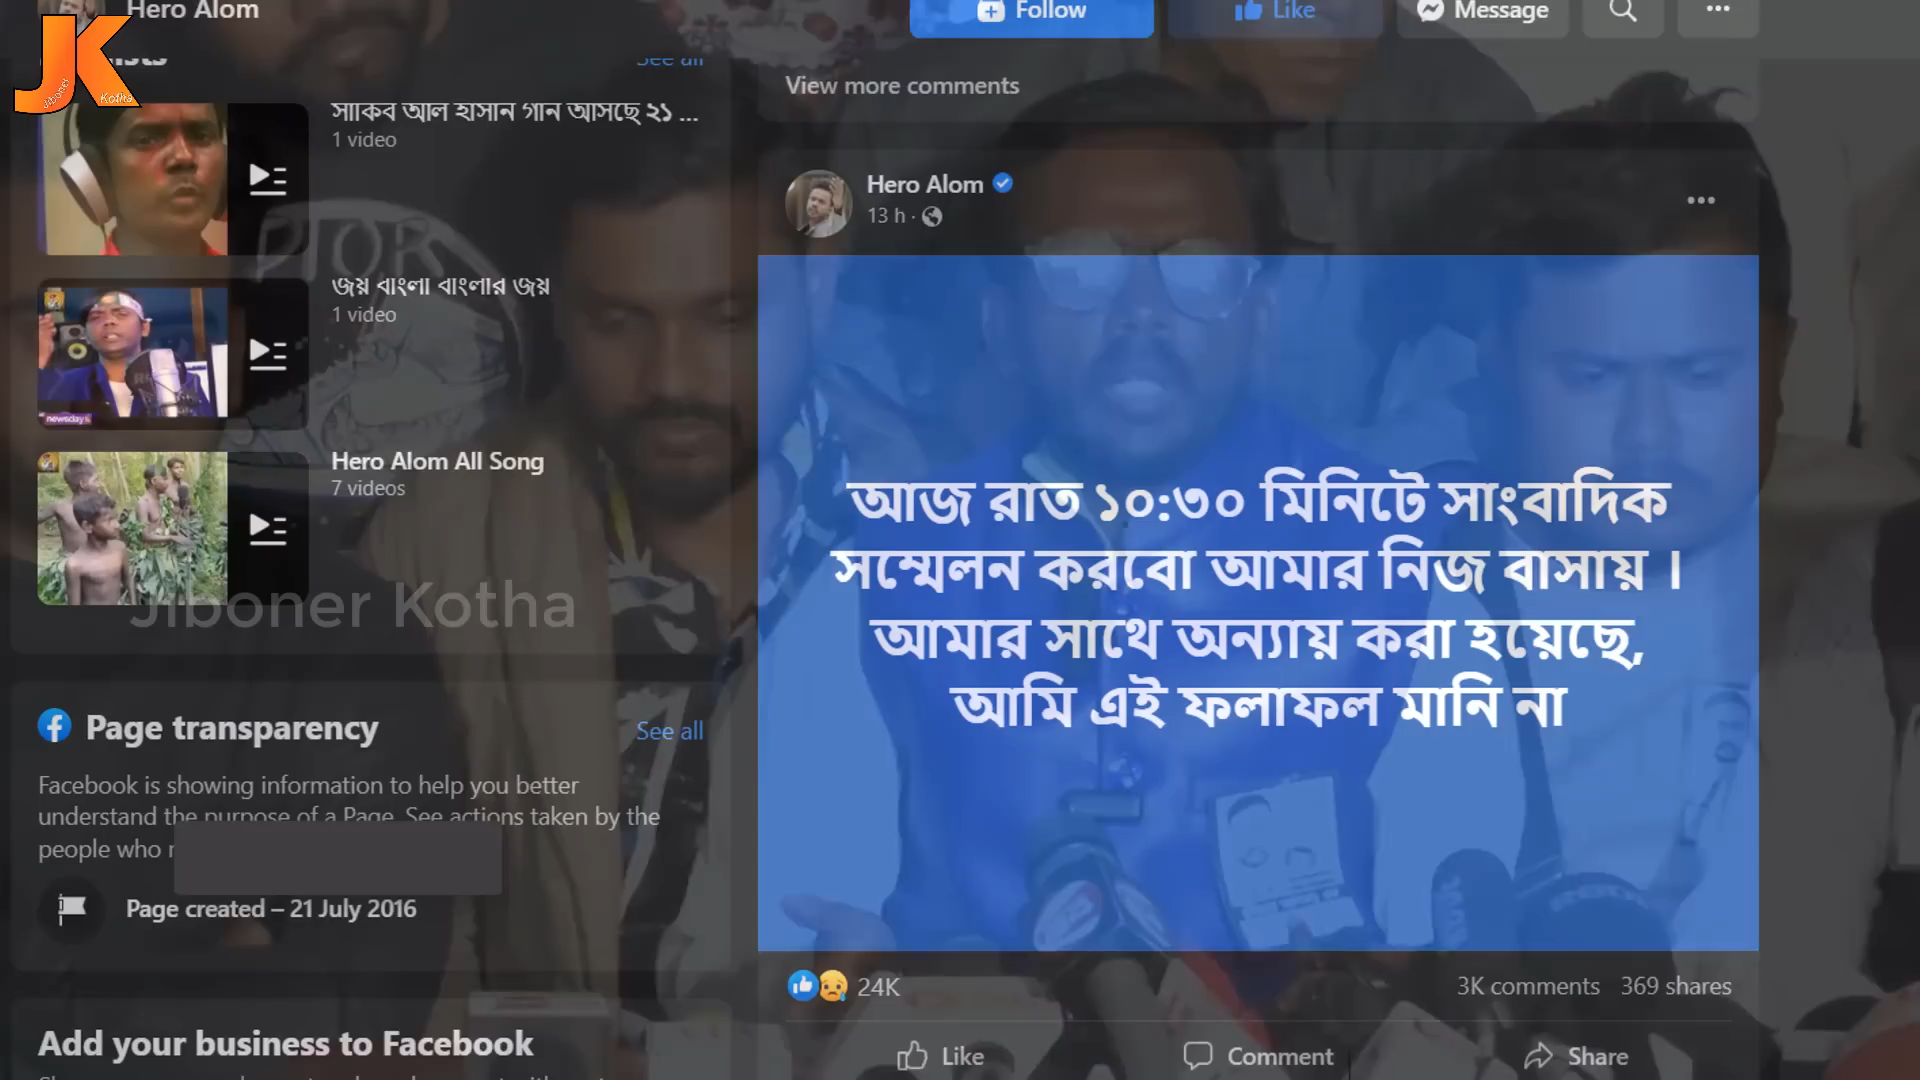 Hero Alom
Follow
Like
Message
JK
Jiboner
Kotha
See all
View more comments
সাকিব আল হাসান গান আসছে ২১ ...
1 video
Hero Alom
13 h ·
জয় বাংলা বাংলার জয়
1 video
newsday
Hero Alom All Song
7 videos
Jiboner Kotha
আজ রাত ১০:৩০ মিনিটে সাংবাদিক
সম্মেলন করবো আমার নিজ বাসায় ।
আমার সাথে অন্যায় করা হয়েছে,
আমি এই ফলাফল মানি না
Page transparency
See all
Facebook is showing information to help you better
understand the purpose of a Page. See actions taken by the
people who
Page created – 21 July 2016
24K
3K comments
369 shares
Add your business to Facebook
Like
Comment
Share